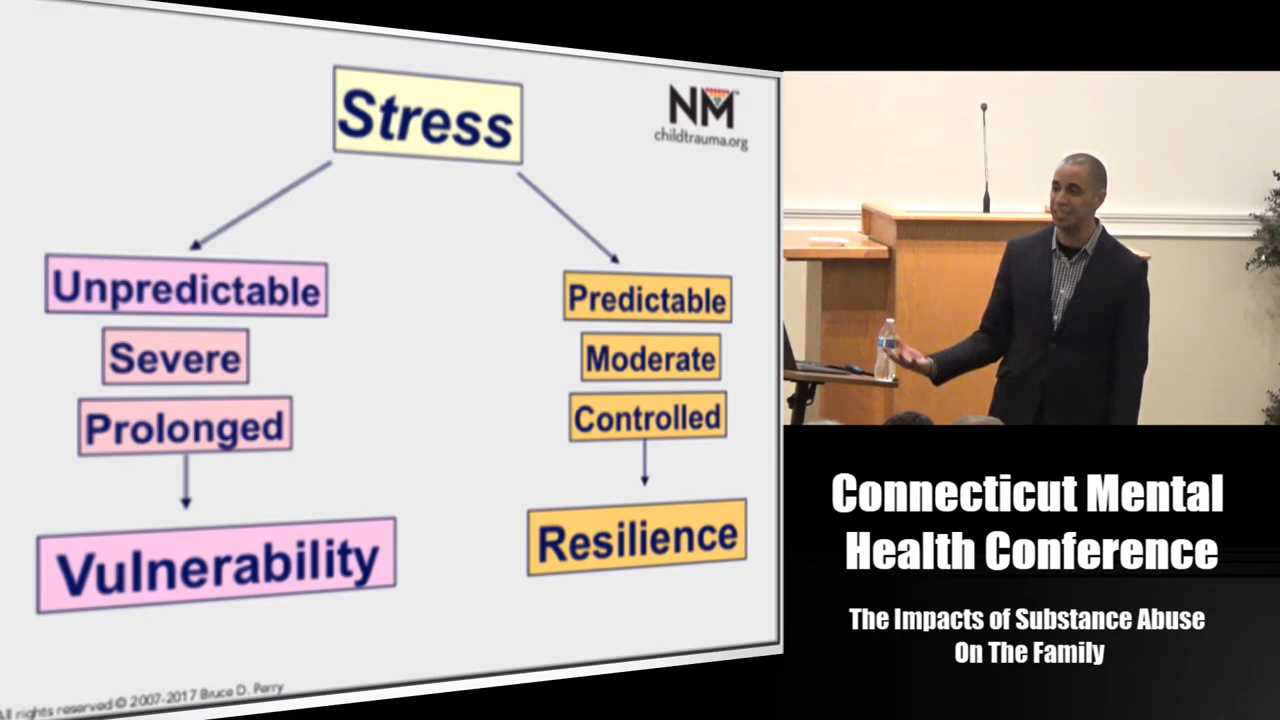 Stress
NM
childtrauma.org
Unpredictable
Severe
Prolonged
Vulnerability
Predictable
Moderate
Controlled
Resilience
All rights reserved © 2007-2017 Bruce D. Perry
Connecticut Mental
Health Conference
The Impacts of Substance Abuse
On The Family